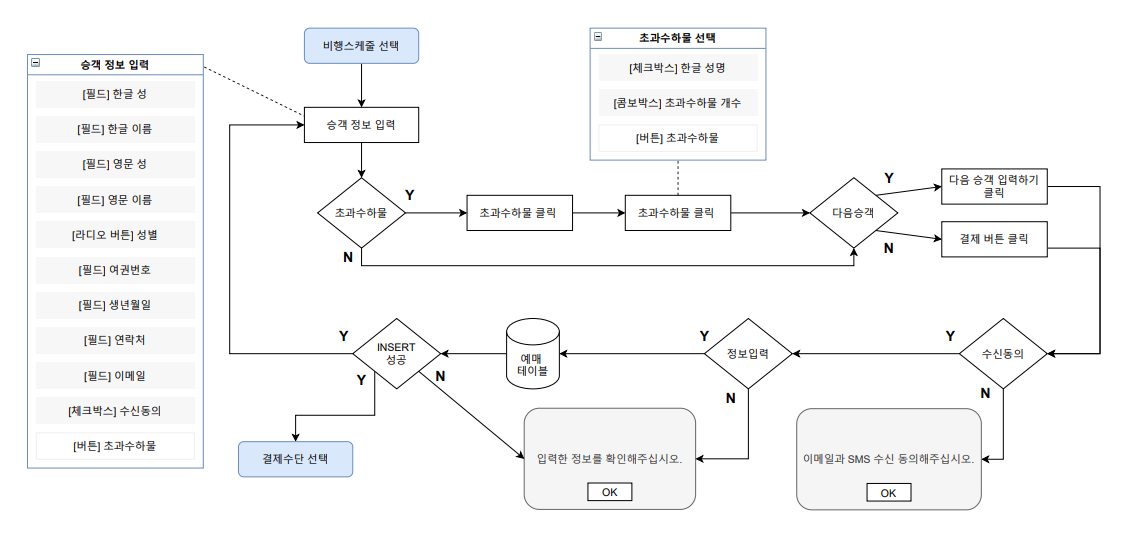 비행스케줄 선택
초과수하물 선택
[체크박스] 한글 성명
[콤보박스] 초과수하물 개수
[버튼] 초과수하물
승객 정보 입력
[필드] 한글 성
[필드] 한글 이름
[필드] 영문 성
[필드] 영문 이름
[라디오 버튼] 성별
[필드] 여권번호
[필드] 생년월일
[필드] 연락처
[필드] 이메일
[체크박스] 수신동의
[버튼] 초과수하물
승객 정보 입력
초과수하물
Y
N
초과수하물 클릭
초과수하물 클릭
다음승객
Y
N
다음 승객 입력하기
클릭
결제 버튼 클릭
수신동의
Y
N
정보입력
Y
N
예매
테이블
INSERT
성공
Y
Y
N
결제수단 선택
입력한 정보를 확인해주십시오.
OK
이메일과 SMS 수신 동의해주십시오.
OK